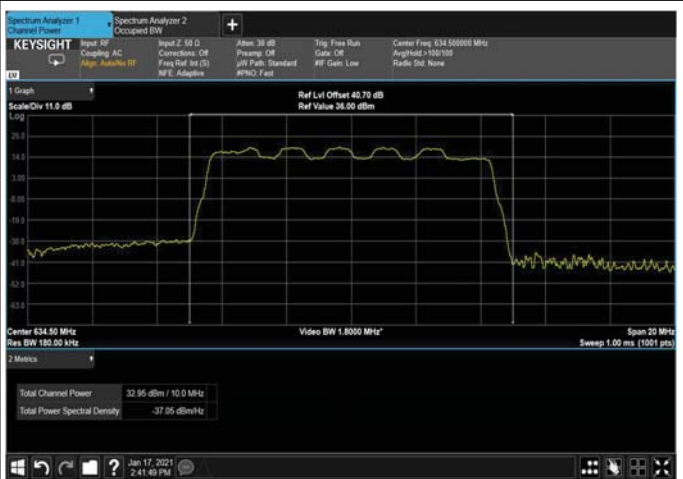 Spectrum Analyzer 1
Channel Power
Spectrum Analyzer 2
Occupied BW
+
KEYSIGHT
Input: RF
Coupling: AC
Align: Auto/No RF
Input Z: 50 Ω
Corrections: Off
Freq Ref: Int (S)
NFE: Adaptive
Atten: 30 dB
Preamp: Off
µW Path: Standard
#PNO: Fast
Trig: Free Run
Gate: Off
#IF Gain: Low
Center Freq: 634.500000 MHz
Avg|Hold:>100/100
Radio Std: None
1 Graph
Scale/Div 11.0 dB
Ref Lvl Offset 40.70 dB
Ref Value 36.00 dBm
Log
25.0
14.0
3.00
-8.00
-19.0
-30.0
-41.0
-52.0
-63.0
Center 634.50 MHz
Video BW 1.8000 MHz*
Span 20 MHz
Res BW 180.00 kHz
Sweep 1.00 ms (1001 pts)
2 Metrics
Total Channel Power 32.95 dBm / 10.0 MHz
Total Power Spectral Density -37.05 dBm/Hz
?
Jan 17, 2021
2:41:49 PM